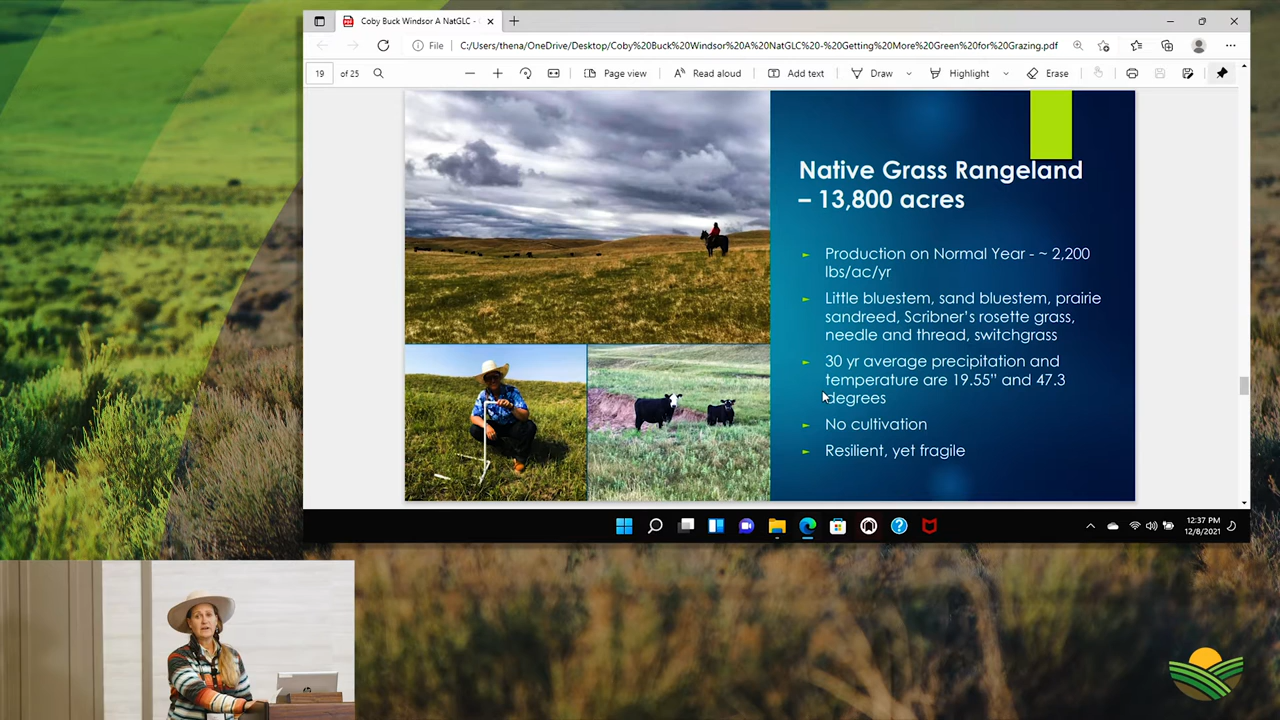 Coby Buck Windsor A NatGLC -
File
C:/Users/thena/OneDrive/Desktop/Coby%20Buck%20Windsor%20A%20NatGLC%20-%20Getting%20More%20Green%20for%20Grazing.pdf
19 of 25
Page view
Read aloud
Add text
Draw
Highlight
Erase
Native Grass Rangeland
– 13,800 acres
Production on Normal Year - ~ 2,200
lbs/ac/yr
Little bluestem, sand bluestem, prairie
sandreed, Scribner's rosette grass,
needle and thread, switchgrass
30 yr average precipitation and
temperature are 19.55" and 47.3
degrees
No cultivation
Resilient, yet fragile
12:37 PM
12/8/2021